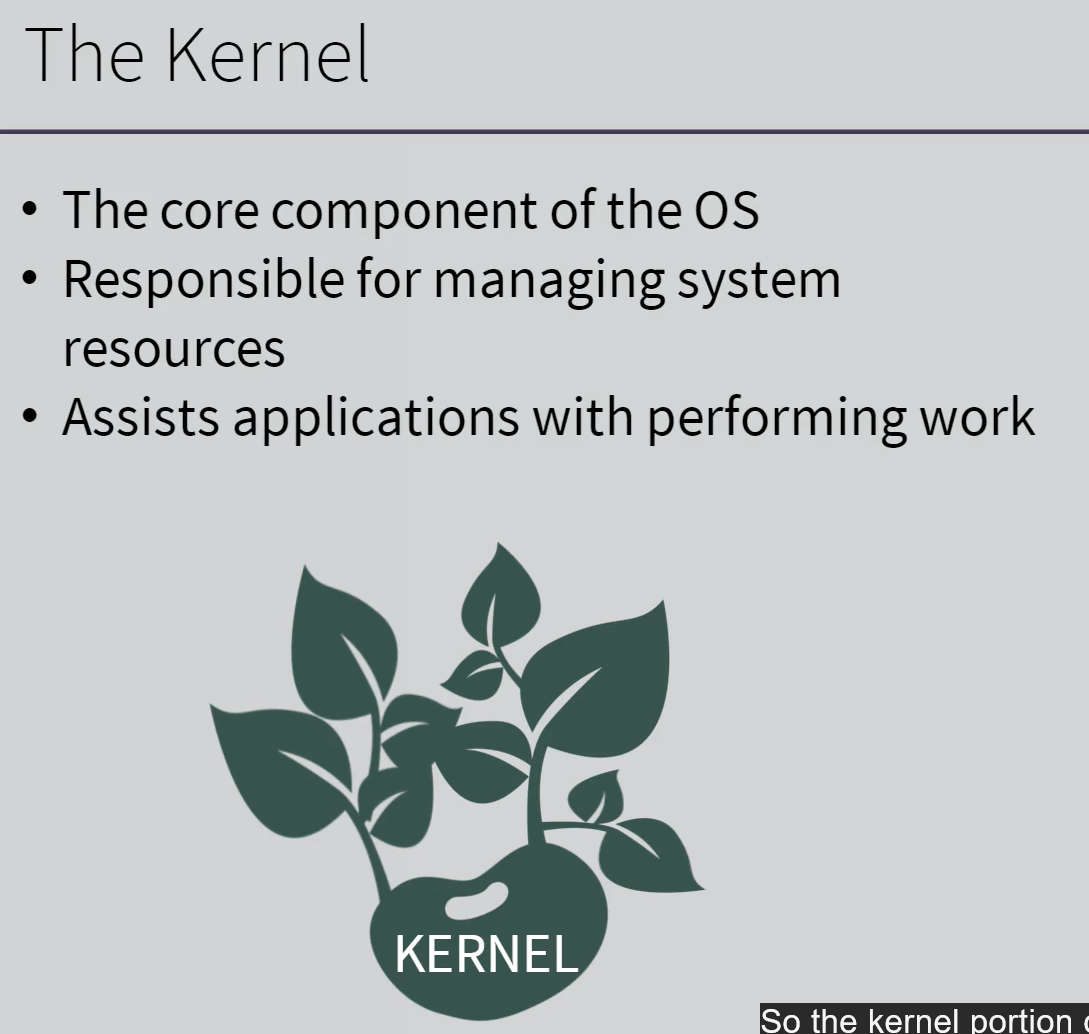 The Kernel
• The core component of the OS
• Responsible for managing system
resources
• Assists applications with performing work
KERNEL
So the kernel portion